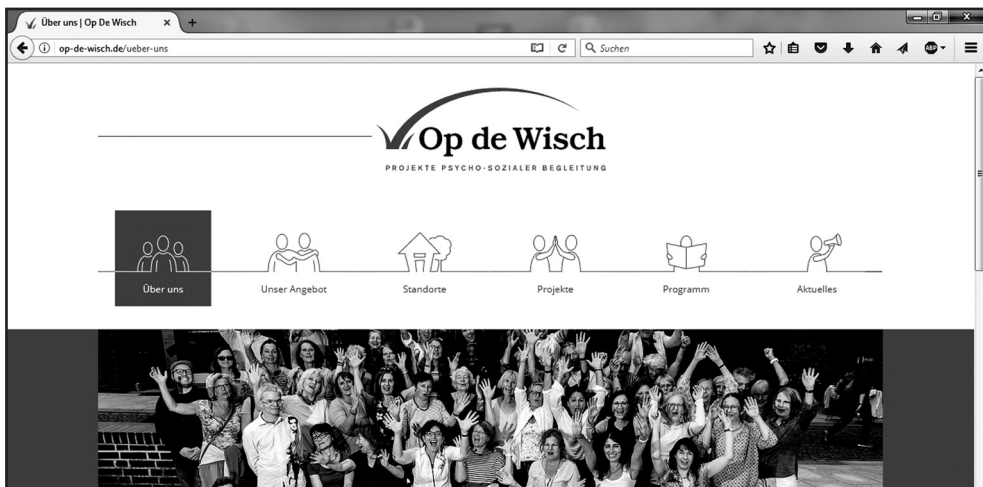 Über uns | Op De Wisch
op-de-wisch.de/ueber-uns
Suchen
ABP
Op de Wisch
PROJEKTE PSYCHO-SOZIALER BEGLEITUNG
Über uns
Unser Angebot
Standorte
Projekte
Programm
Aktuelles